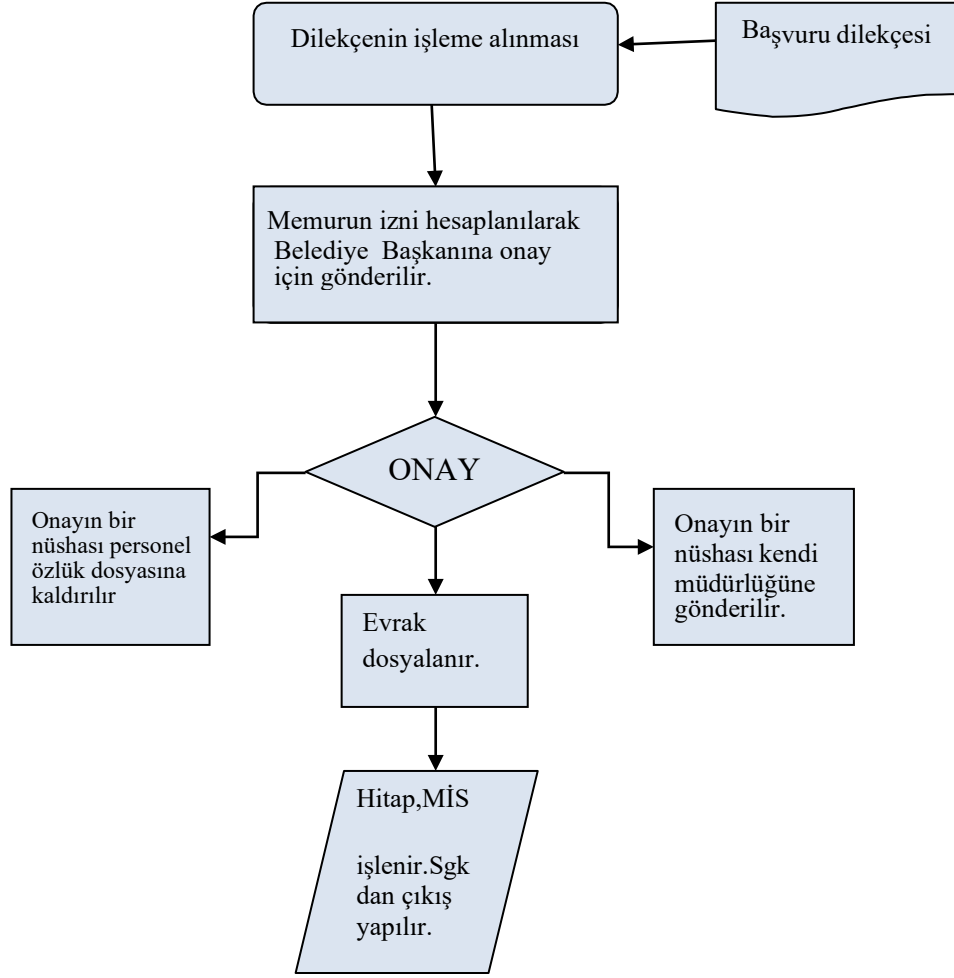 Dilekçenin işleme alınması
Başvuru dilekçesi
Memurun izni hesaplanılarak
Belediye Başkanına onay
için gönderilir.
ONAY
Onayın bir
nüshası personel
özlük dosyasına
kaldırılır
Evrak
dosyalanır.
Onayın bir
nüshası kendi
müdürlüğüne
gönderilir.
Hitap,MİS
işlenir.Sgk
dan çıkış
yapılır.